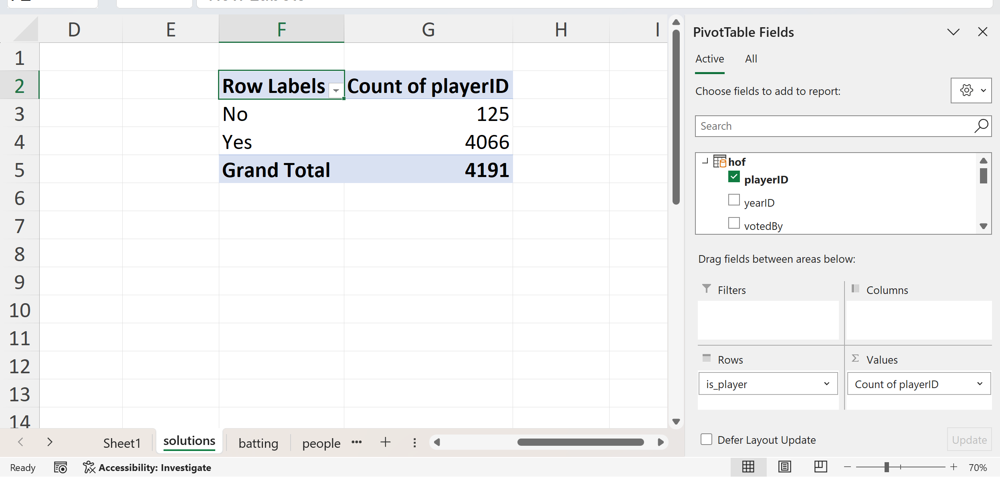 D E F G H I
1
2 Row Labels Count of playerID
3 No 125
4 Yes 4066
5 Grand Total 4191
6
7
8
9
10
11
12
13
14
Sheet1 solutions batting people ••• +
Ready Accessibility: Investigate
70%
PivotTable Fields
Active All
Choose fields to add to report:
Search
hof
playerID
yearID
votedBy
Drag fields between areas below:
Filters Columns
Rows Σ Values
is_player Count of playerID
Defer Layout Update Update